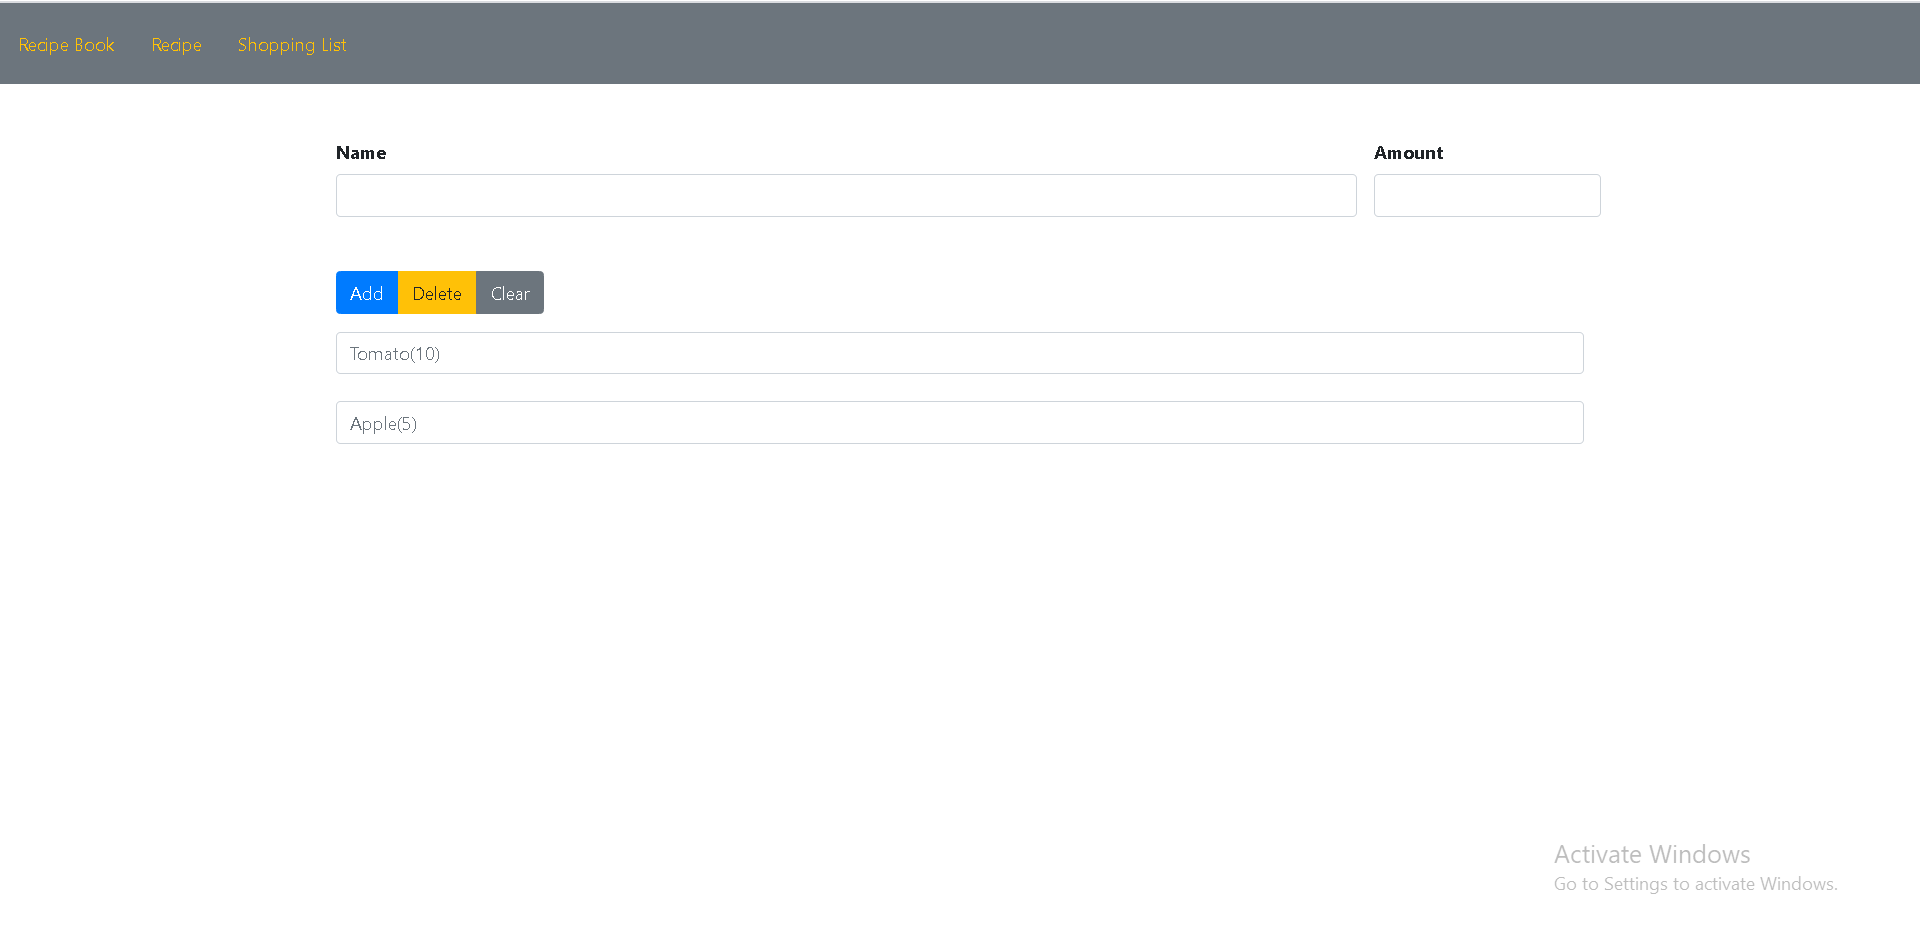 Recipe Book Recipe Shopping List
Name Amount
Add Delete Clear
Tomato(10)
Apple(5)
Activate Windows
Go to Settings to activate Windows.